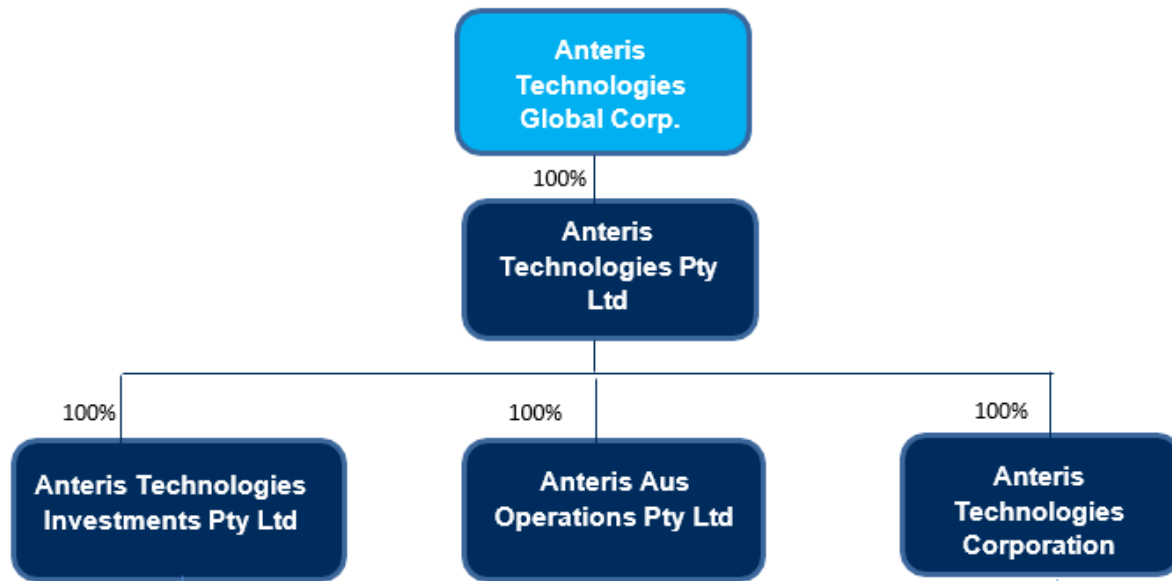 Anteris
Technologies
Global Corp.
100%
Anteris
Technologies Pty
Ltd
100%
100%
100%
Anteris Technologies
Investments Pty Ltd
Anteris Aus
Operations Pty Ltd
Anteris
Technologies
Corporation